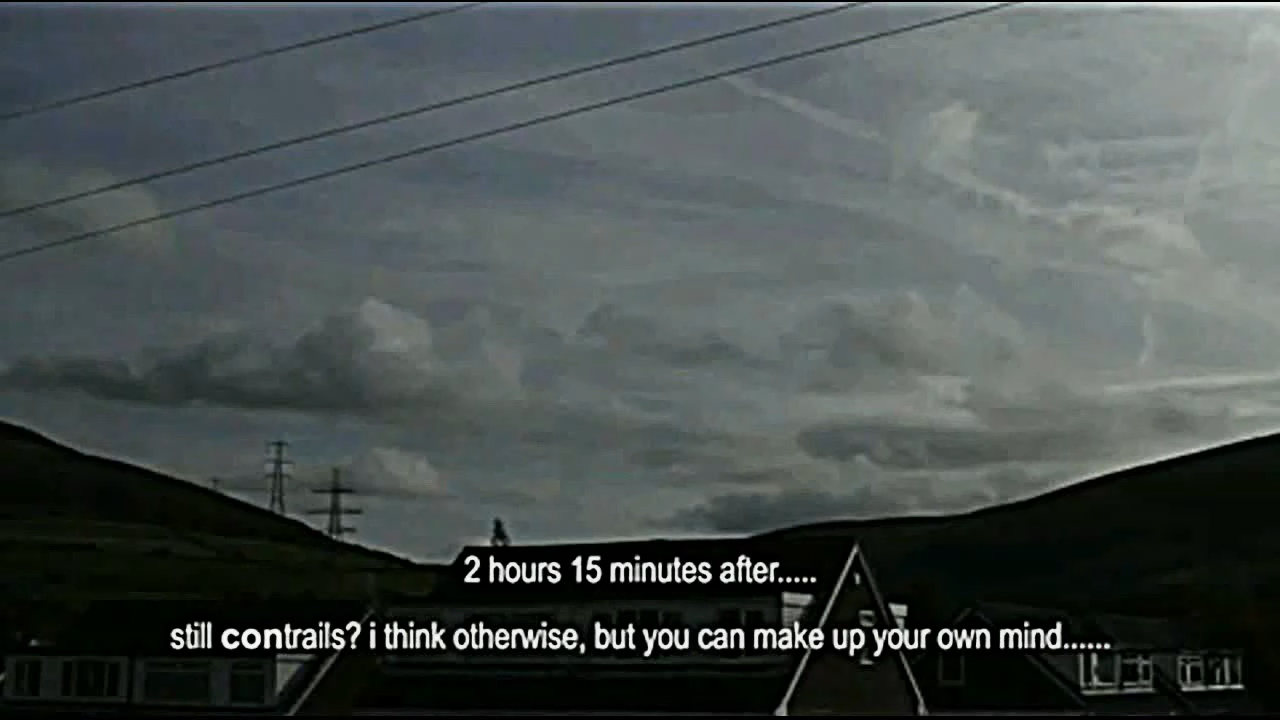 2 hours 15 minutes after.....
still contrails? i think otherwise, but you can make up your own mind......